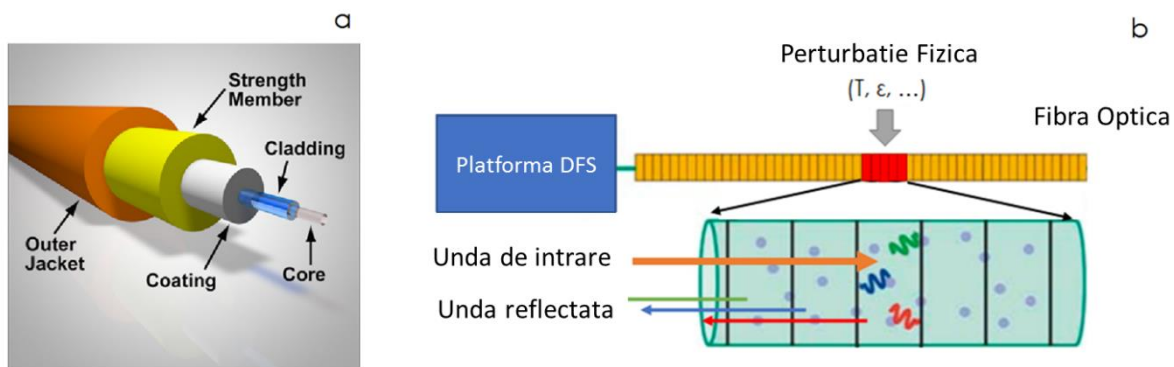 a
Strength
Member
Cladding
Outer
Jacket
Coating
Core
b
Perturbatie Fizica
(T, ε, ...)
Fibra Optica
Platforma DFS
Unda de intrare
Unda reflectata